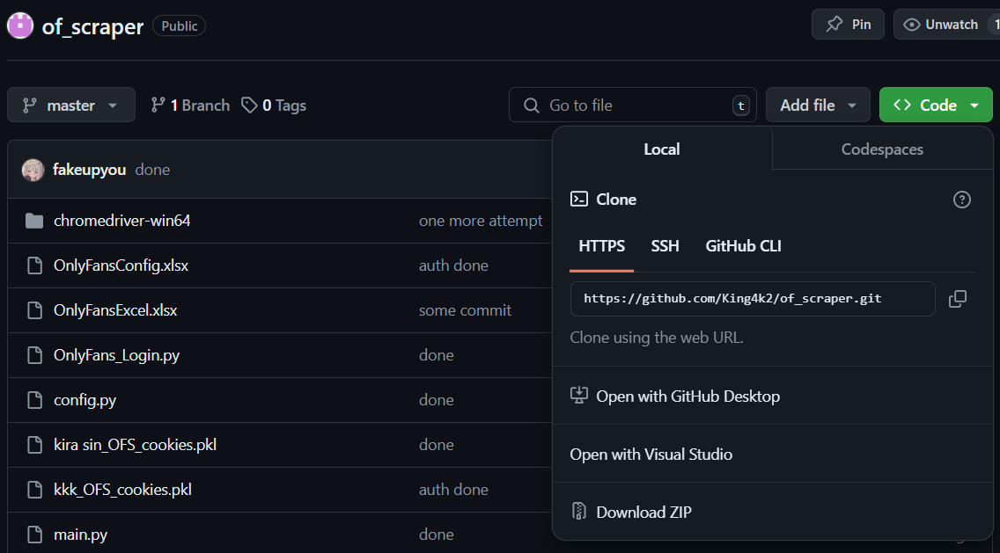 of_scraper Public Pin Unwatch 1
master 1 Branch 0 Tags Go to file t Add file Code
Local Codespaces
fakeupyou done
Clone
chromedriver-win64 one more attempt
HTTPS SSH GitHub CLI
OnlyFansConfig.xlsx auth done
https://github.com/King4k2/of_scraper.git
OnlyFansExcel.xlsx some commit
Clone using the web URL.
OnlyFans_Login.py done
Open with GitHub Desktop
config.py done
kira sin_OFS_cookies.pkl done
Open with Visual Studio
kkk_OFS_cookies.pkl auth done
Download ZIP
main.py done